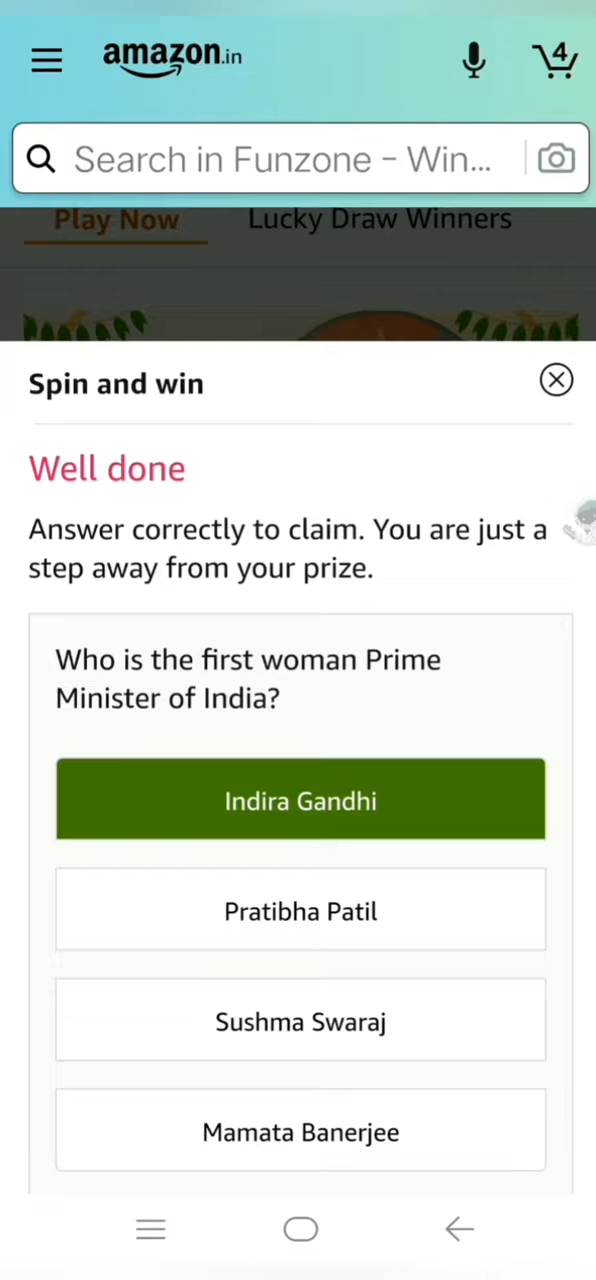 amazon.in
4
Search in Funzone - Win...
Play Now
Lucky Draw Winners
Spin and win
Well done
Answer correctly to claim. You are just a
step away from your prize.
Who is the first woman Prime
Minister of India?
Indira Gandhi
Pratibha Patil
Sushma Swaraj
Mamata Banerjee